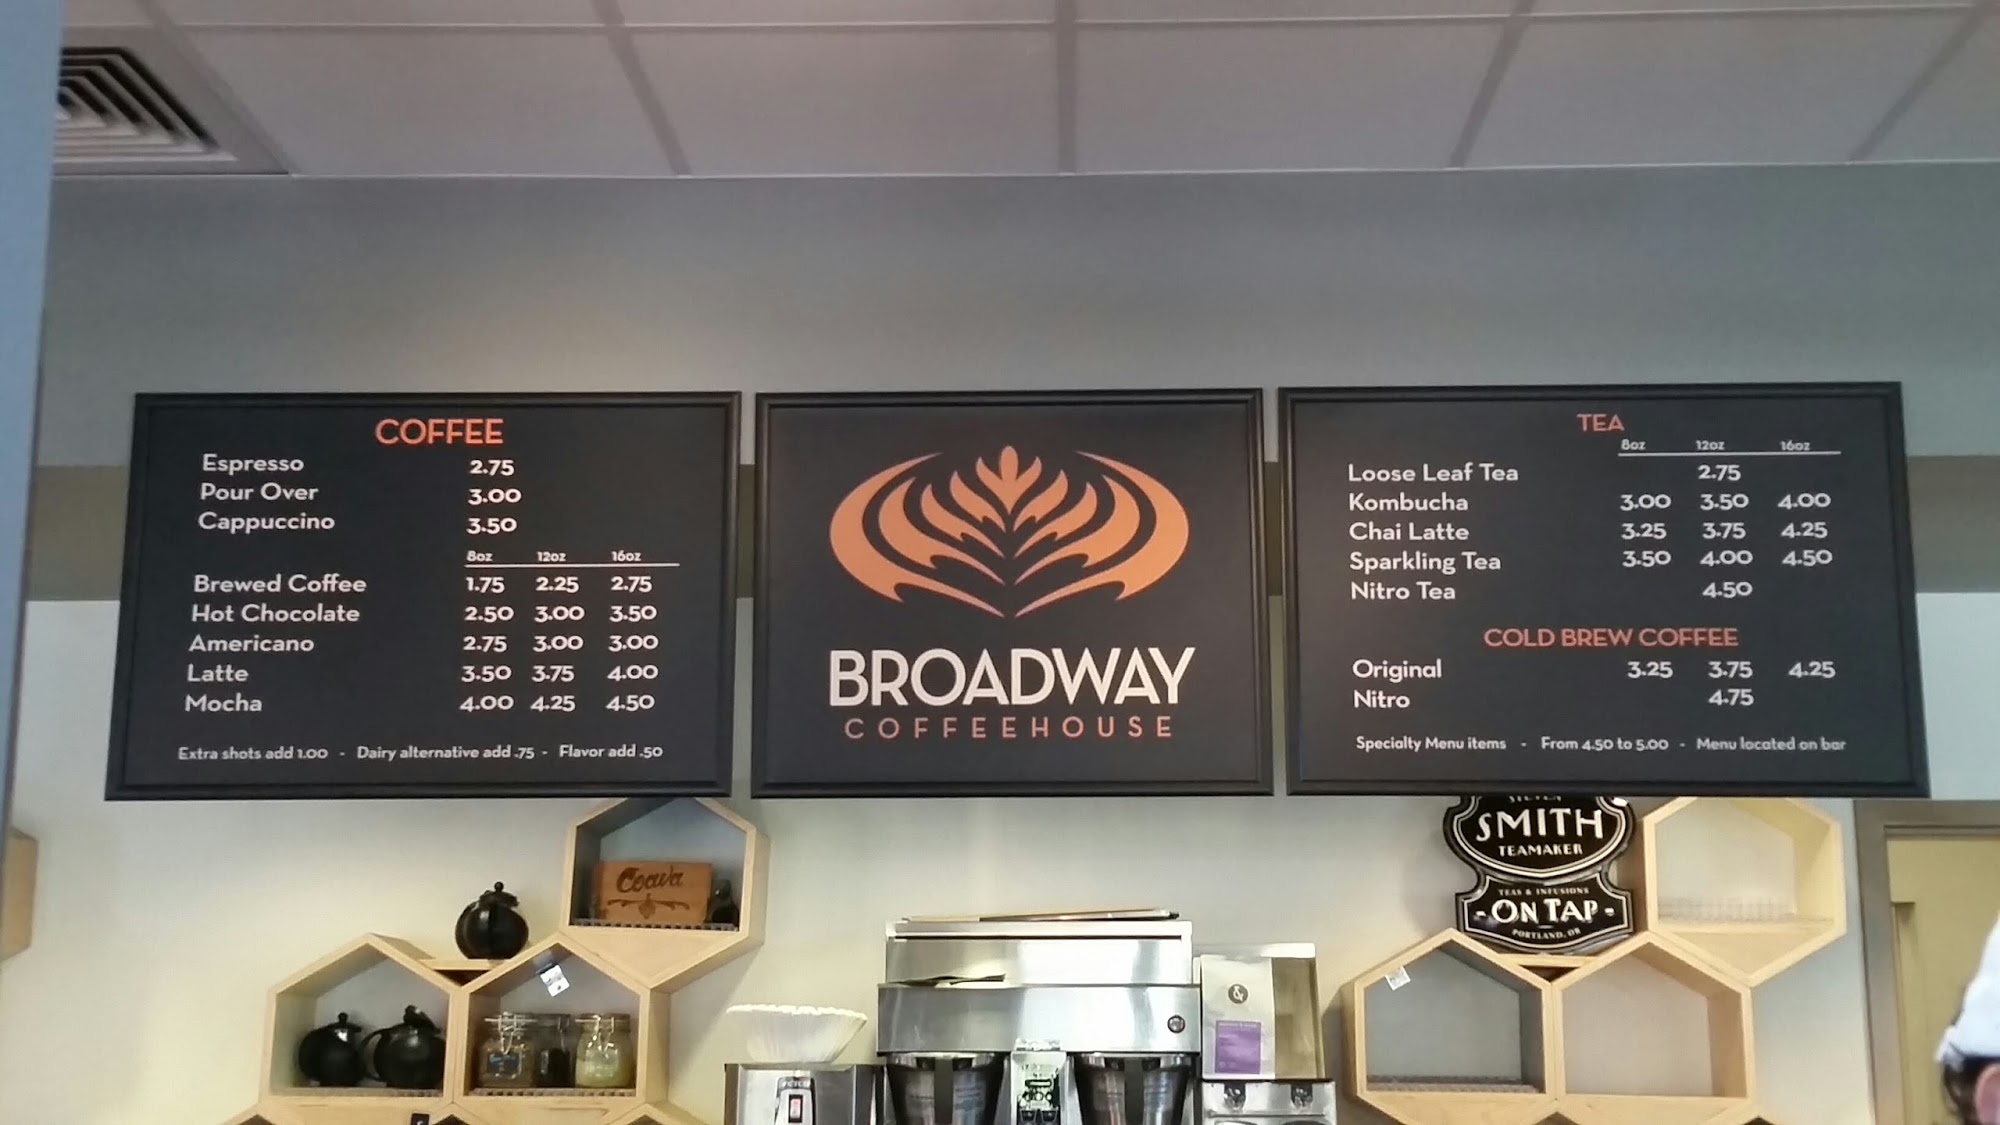 COFFEE
Espresso 2.75
Pour Over 3.00
Cappuccino 3.50
8oz 12oz 16oz
Brewed Coffee 1.75 2.25 2.75
Hot Chocolate 2.50 3.00 3.50
Americano 2.75 3.00 3.00
Latte 3.50 3.75 4.00
Mocha 4.00 4.25 4.50
Extra shots add 1.00 - Dairy alternative add .75 - Flavor add .50
BROADWAY
COFFEEHOUSE
TEA
8oz 12oz 16oz
Loose Leaf Tea 2.75
Kombucha 3.00 3.50 4.00
Chai Latte 3.25 3.75 4.25
Sparkling Tea 3.50 4.00 4.50
Nitro Tea 4.50
COLD BREW COFFEE
Original 3.25 3.75 4.25
Nitro 4.75
Specialty Menu items - From 4.50 to 5.00 - Menu located on bar
Coava
STEVEN
SMITH
TEAMAKER
TEAS & INFUSIONS
- ON TAP -
PORTLAND, OR
&
FETCO